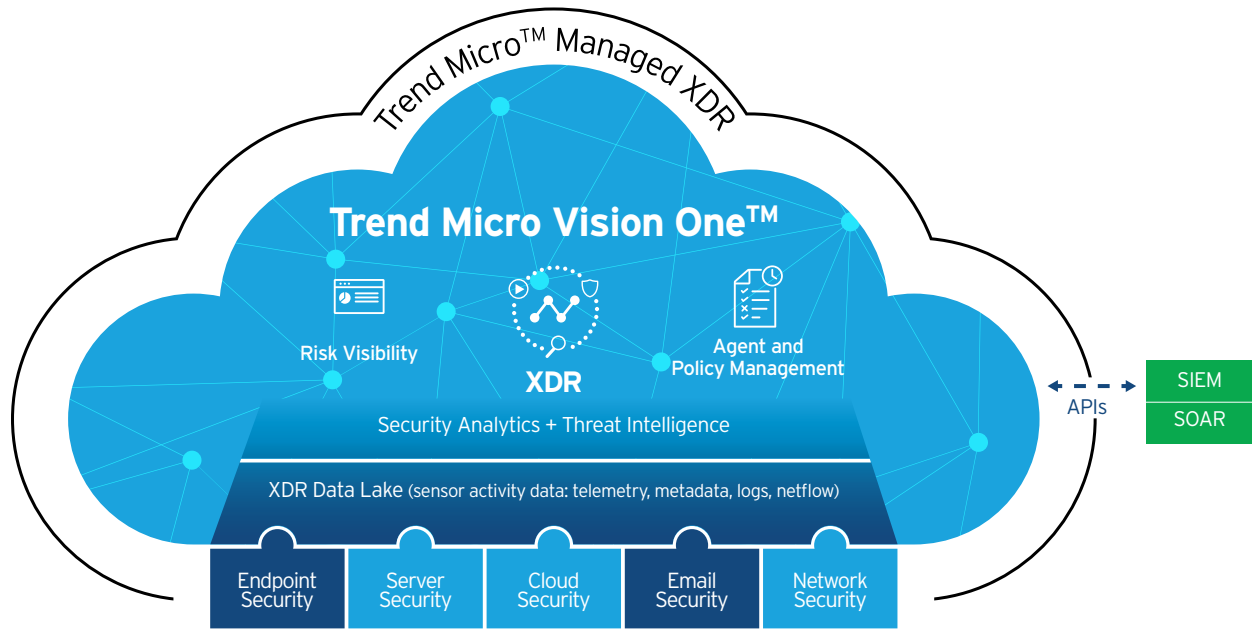 Trend Micro™ Managed XDR
Trend Micro Vision One™
Risk Visibility
XDR
Agent and
Policy Management
SIEM
APIs
SOAR
Security Analytics + Threat Intelligence
XDR Data Lake (sensor activity data: telemetry, metadata, logs, netflow)
Endpoint
Security
Server
Security
Cloud
Security
Email
Security
Network
Security